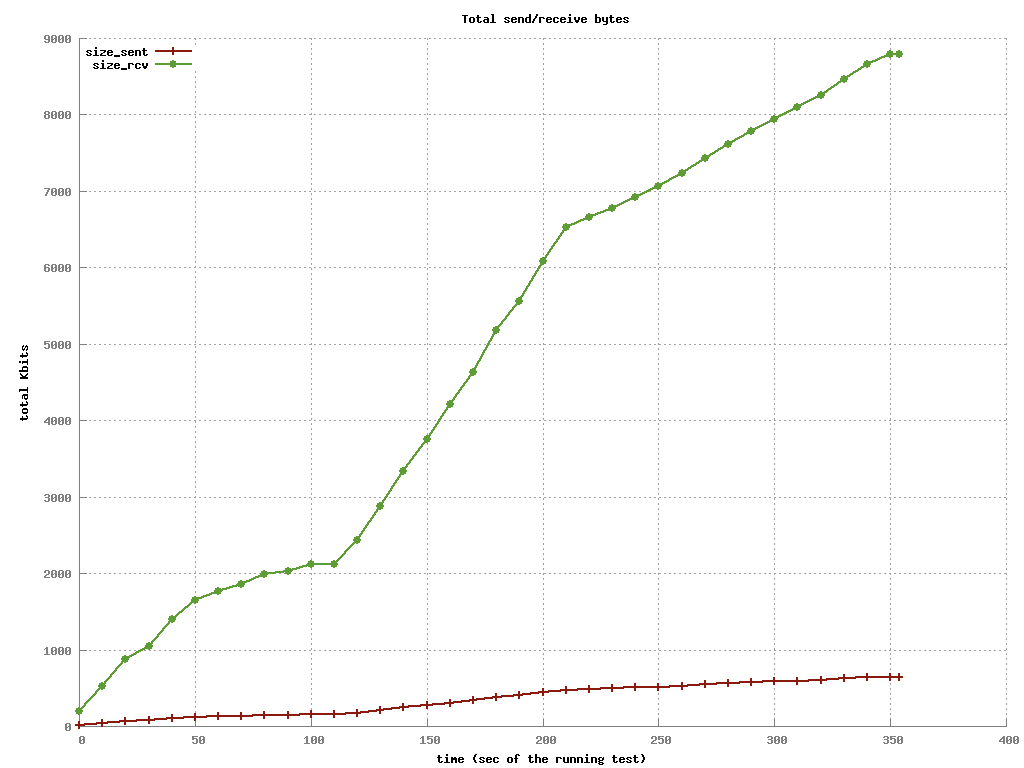 Total send/receive bytes
size_sent
size_rcv
9000
8000
7000
6000
5000
4000
3000
2000
1000
0
total Kbits
0 50 100 150 200 250 300 350 400
time (sec of the running test)